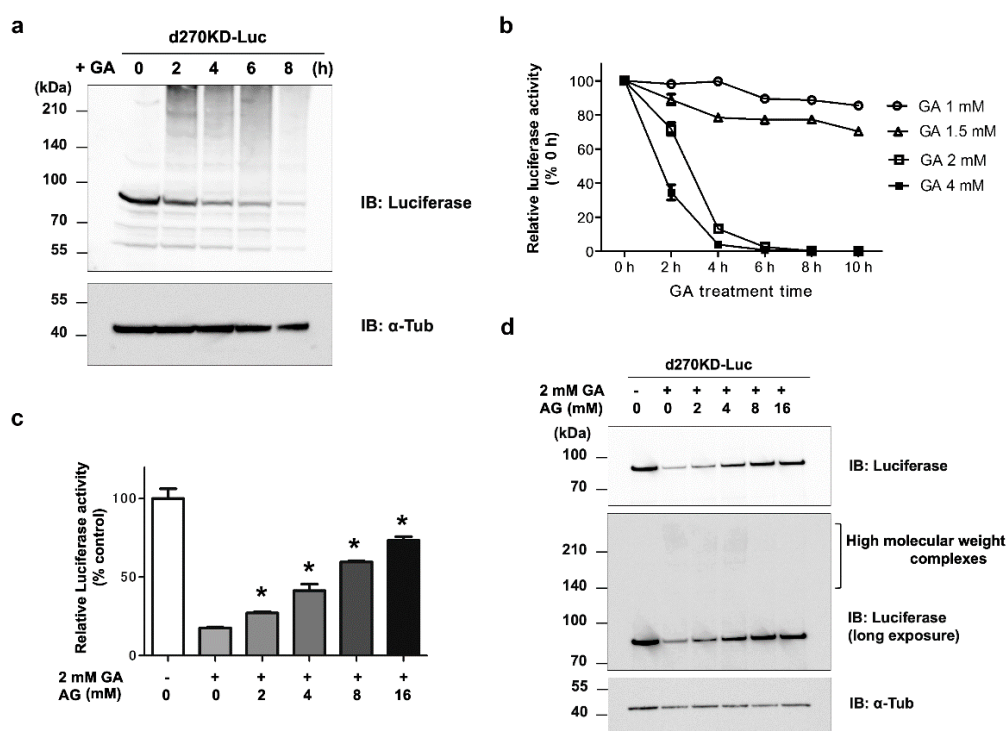 a
d270KD-Luc
+ GA 0 2 4 6 8 (h)
(kDa)
210
140
100
70
55
IB: Luciferase
55
40
IB: α-Tub
b
Relative luciferase activity
(% 0 h)
100
80
60
40
20
0
0 h 2 h 4 h 6 h 8 h 10 h
GA treatment time
GA 1 mM
GA 1.5 mM
GA 2 mM
GA 4 mM
c
Relative Luciferase activity
(% control)
100
50
0
2 mM GA - + + + + +
AG (mM) 0 0 2 4 8 16
* * * *
d
d270KD-Luc
2 mM GA - + + + + +
AG (mM) 0 0 2 4 8 16
(kDa)
100
70
IB: Luciferase
210
140
100
70
High molecular weight
complexes
IB: Luciferase
(long exposure)
55
40
IB: α-Tub